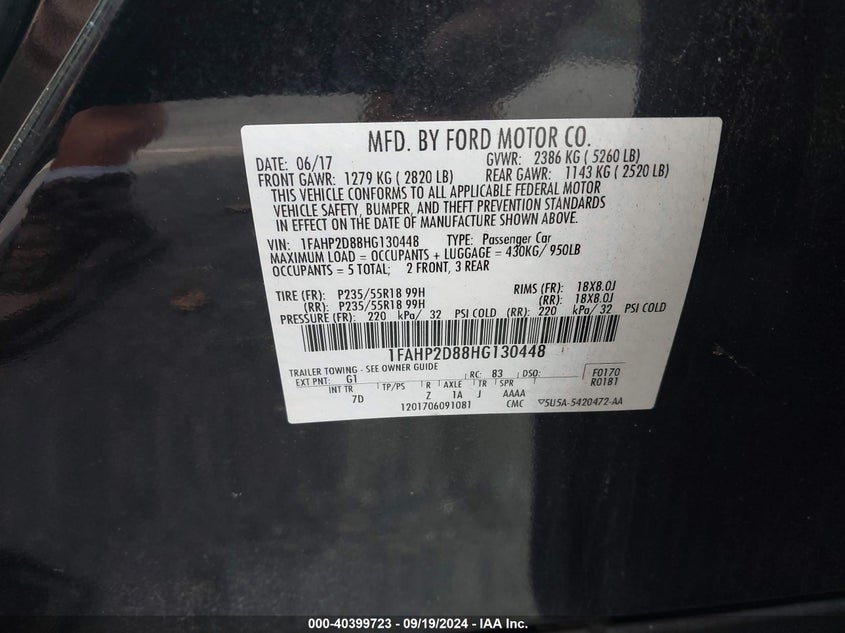 MFD. BY FORD MOTOR CO.
DATE: 06/17 GVWR: 2386 KG ( 5260 LB)
FRONT GAWR: 1279 KG ( 2820 LB) REAR GAWR: 1143 KG ( 2520 LB)
THIS VEHICLE CONFORMS TO ALL APPLICABLE FEDERAL MOTOR
VEHICLE SAFETY, BUMPER, AND THEFT PREVENTION STANDARDS
IN EFFECT ON THE DATE OF MANUFACTURE SHOWN ABOVE.
VIN: 1FAHP2D88HG130448 TYPE: Passenger Car
MAXIMUM LOAD = OCCUPANTS + LUGGAGE = 430KG/ 950LB
OCCUPANTS = 5 TOTAL; 2 FRONT, 3 REAR
TIRE (FR): P235/55R18 99H RIMS (FR): 18X8.0J
(RR): P235/55R18 99H (RR): 18X8.0J
PRESSURE (FR): 220 kPa/ 32 PSI COLD (RR): 220 kPa/ 32 PSI COLD
1FAHP2D88HG130448
TRAILER TOWING - SEE OWNER GUIDE
EXT PNT: G1 RC: 83 DSO: F0170
INT TR TP/PS R AXLE TR SPR R0181
7D Z 1A J AAAA
1201706091081 CMC ▽5U5A-5420472-AA
000-40399723 - 09/19/2024 - IAA Inc.